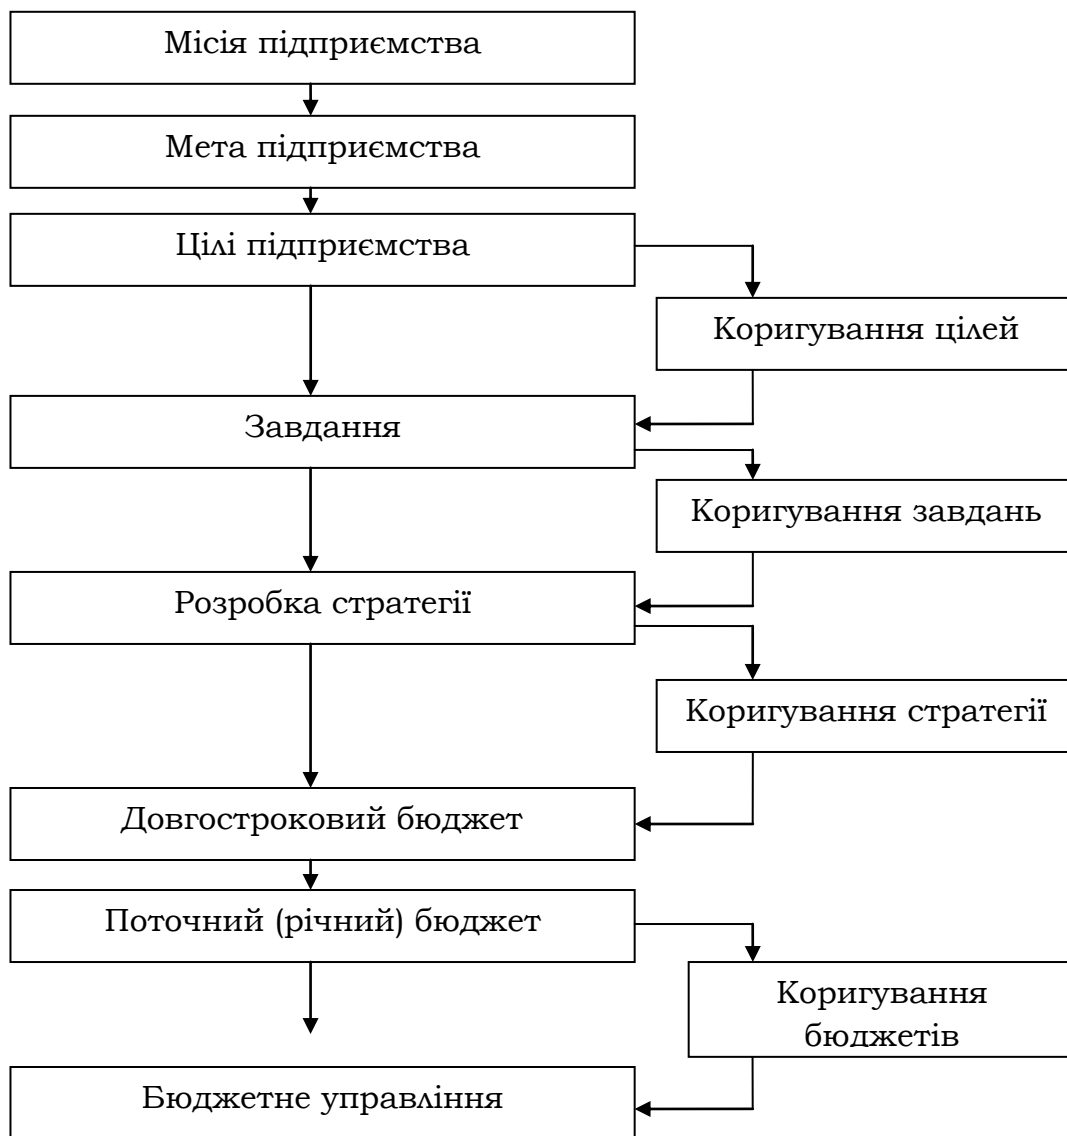 Місія підприємства
Мета підприємства
Цілі підприємства
Коригування цілей
Завдання
Коригування завдань
Розробка стратегії
Коригування стратегії
Довгостроковий бюджет
Поточний (річний) бюджет
Коригування
бюджетів
Бюджетне управління